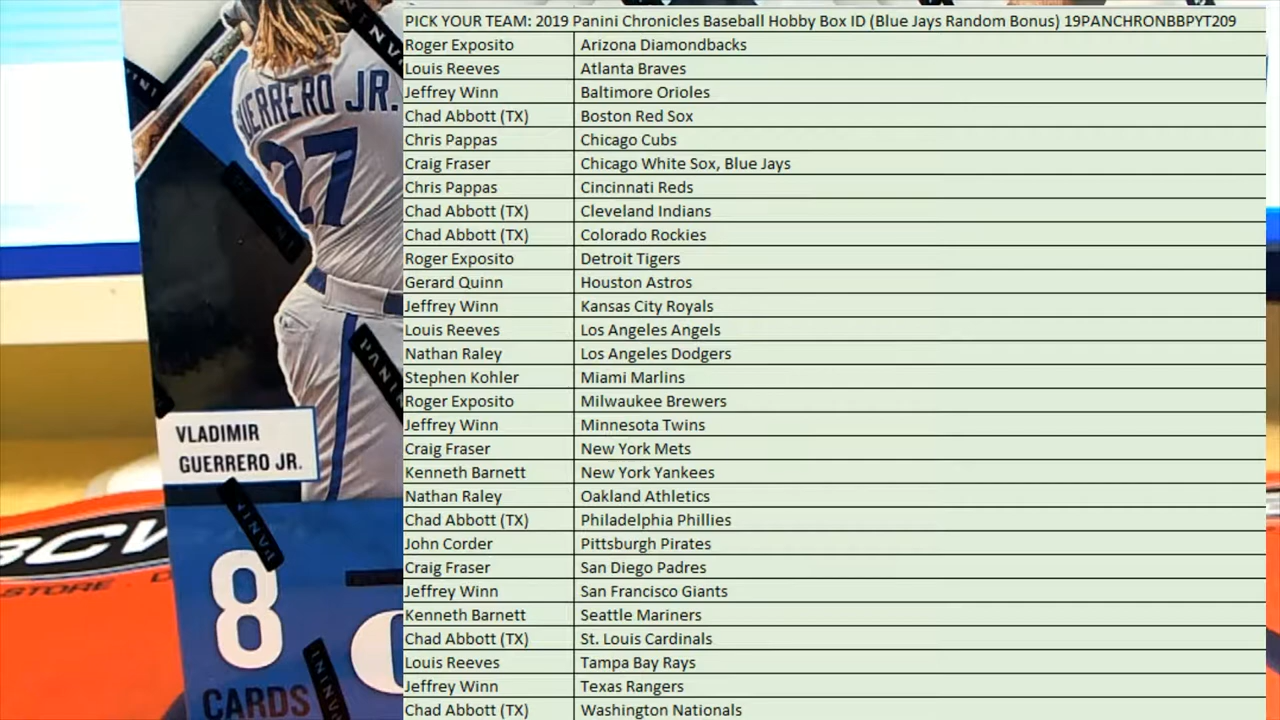 PICK YOUR TEAM: 2019 Panini Chronicles Baseball Hobby Box ID (Blue Jays Random Bonus) 19PANCHRONBBPYT209
Roger Exposito Arizona Diamondbacks
Louis Reeves Atlanta Braves
Jeffrey Winn Baltimore Orioles
Chad Abbott (TX) Boston Red Sox
Chris Pappas Chicago Cubs
Craig Fraser Chicago White Sox, Blue Jays
Chris Pappas Cincinnati Reds
Chad Abbott (TX) Cleveland Indians
Chad Abbott (TX) Colorado Rockies
Roger Exposito Detroit Tigers
Gerard Quinn Houston Astros
Jeffrey Winn Kansas City Royals
Louis Reeves Los Angeles Angels
Nathan Raley Los Angeles Dodgers
Stephen Kohler Miami Marlins
Roger Exposito Milwaukee Brewers
Jeffrey Winn Minnesota Twins
Craig Fraser New York Mets
Kenneth Barnett New York Yankees
Nathan Raley Oakland Athletics
Chad Abbott (TX) Philadelphia Phillies
John Corder Pittsburgh Pirates
Craig Fraser San Diego Padres
Jeffrey Winn San Francisco Giants
Kenneth Barnett Seattle Mariners
Chad Abbott (TX) St. Louis Cardinals
Louis Reeves Tampa Bay Rays
Jeffrey Winn Texas Rangers
Chad Abbott (TX) Washington Nationals
GUERRERO JR.
27
PANINI
VLADIMIR
GUERRERO JR.
PANINI
BCW
STORE
8
CARDS
PANINI